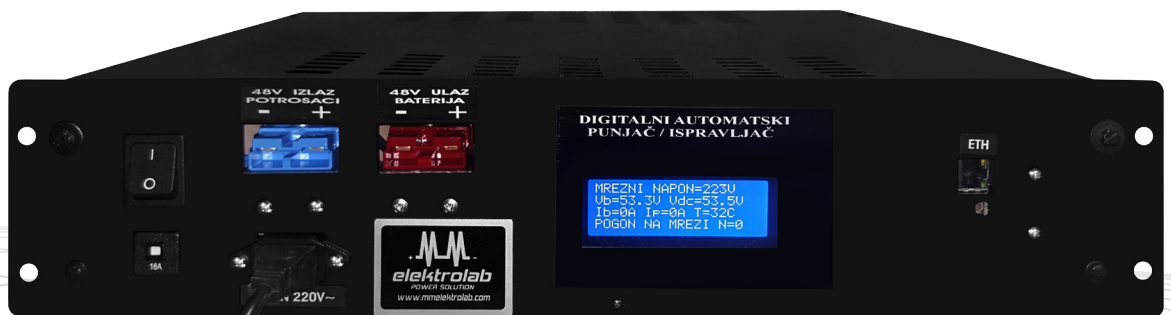 48V IZLAZ
POTROSACI
- +
48V ULAZ
BATERIJA
- +
DIGITALNI AUTOMATSKI
PUNJAČ / ISPRAVLJAČ
ETH
MREZNI NAPON=223V
Vb=53.3V Vdc=53.5V
Ib=0A Ip=0A T=32C
POGON NA MREZI N=0
I
O
16A
220V~
MM
elektrolab
POWER SOLUTION
www.mmelektrolab.com